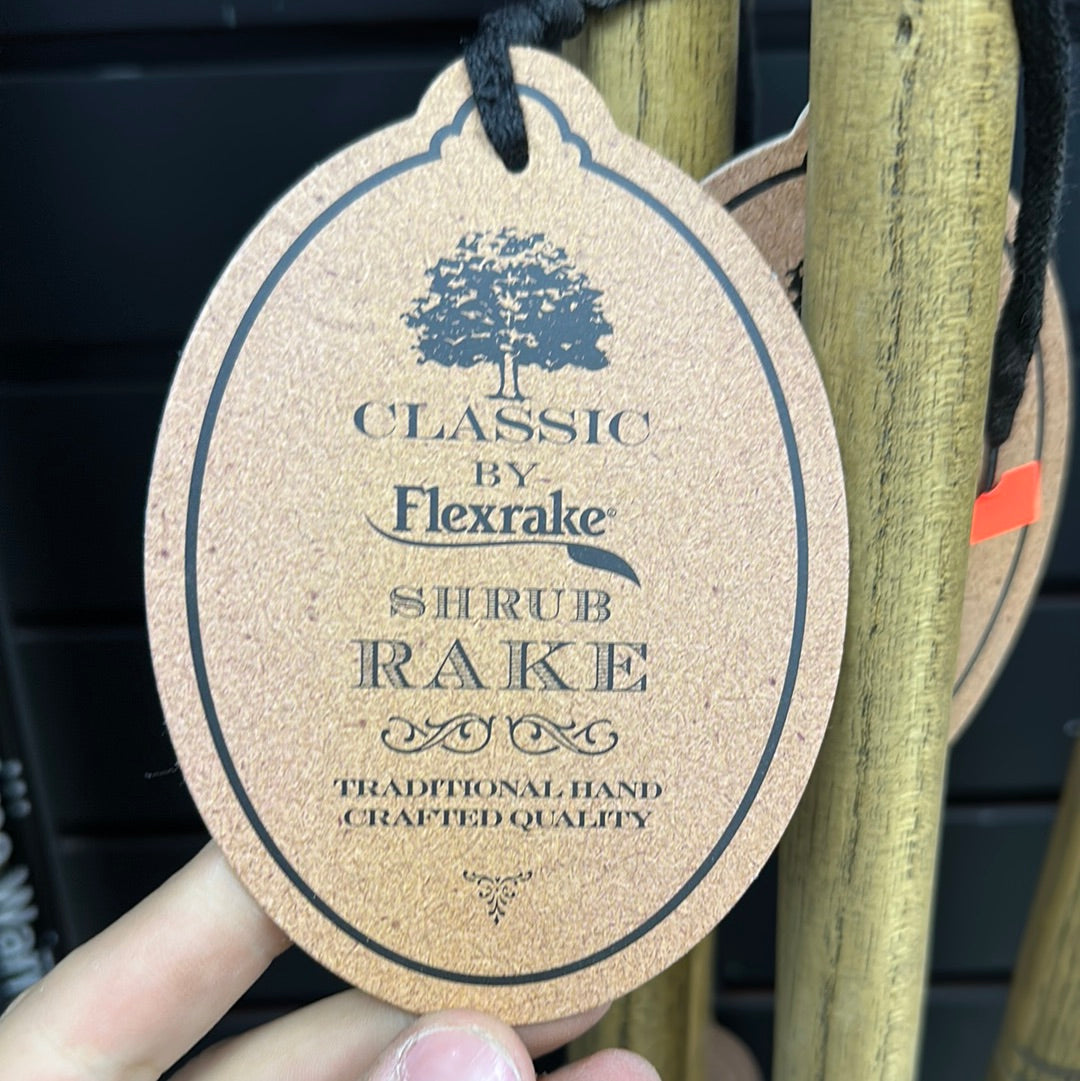 CLASSIC
BY
Flexrake®
SHRUB
RAKE
TRADITIONAL HAND
CRAFTED QUALITY